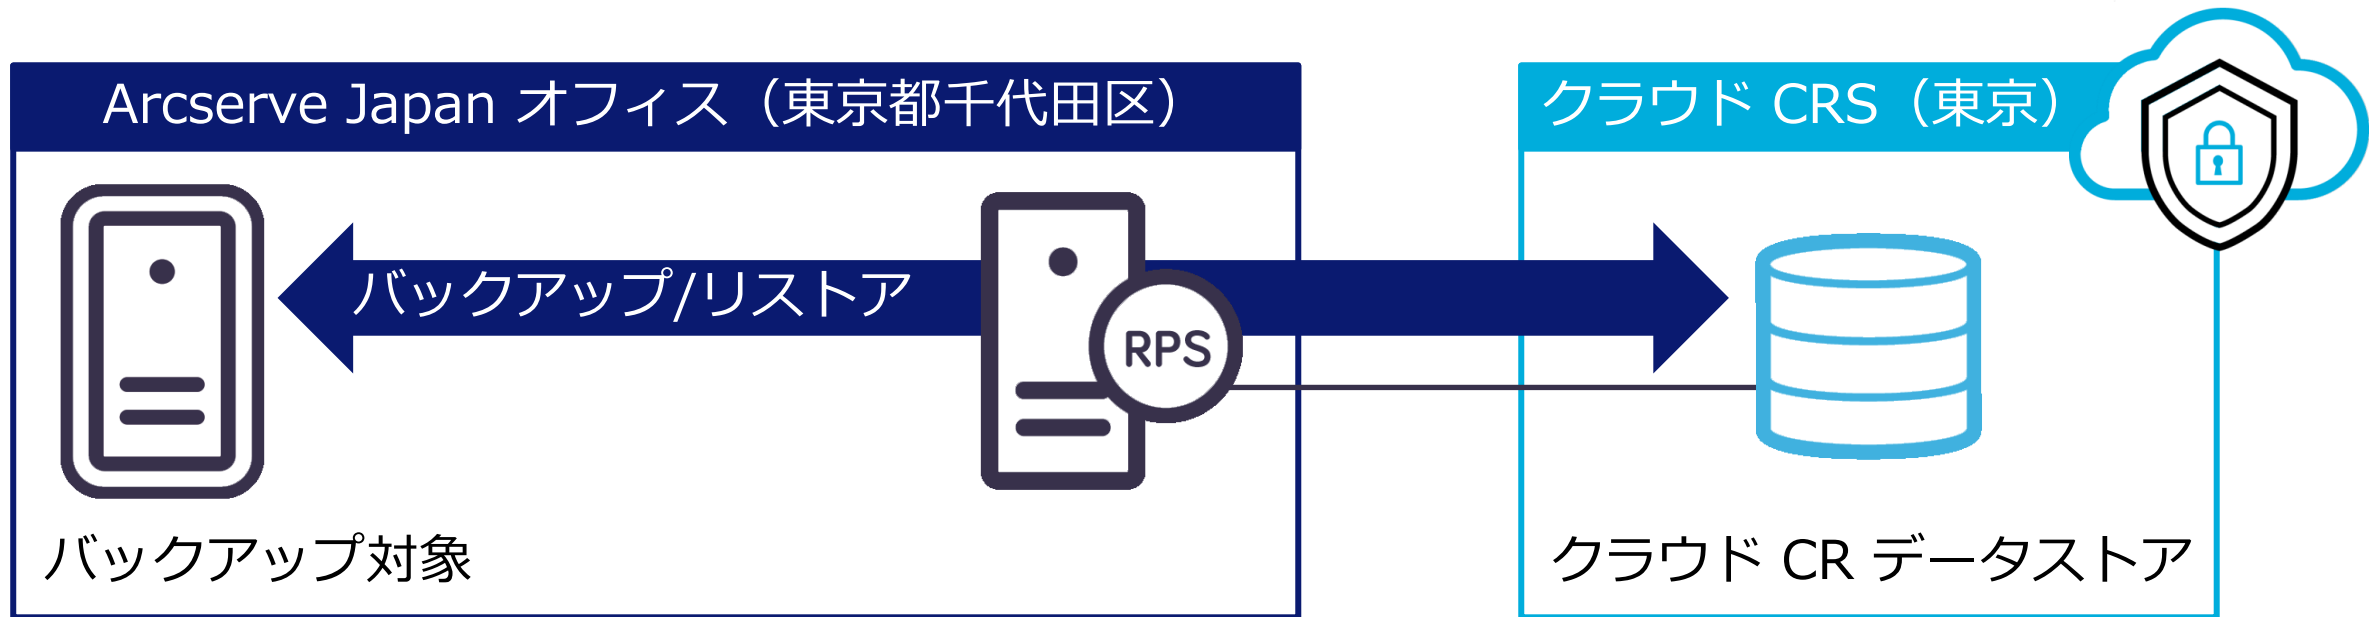 Arcserve Japan オフィス（東京都千代田区）
クラウド CRS（東京）
バックアップ/リストア
RPS
バックアップ対象
クラウド CR データストア